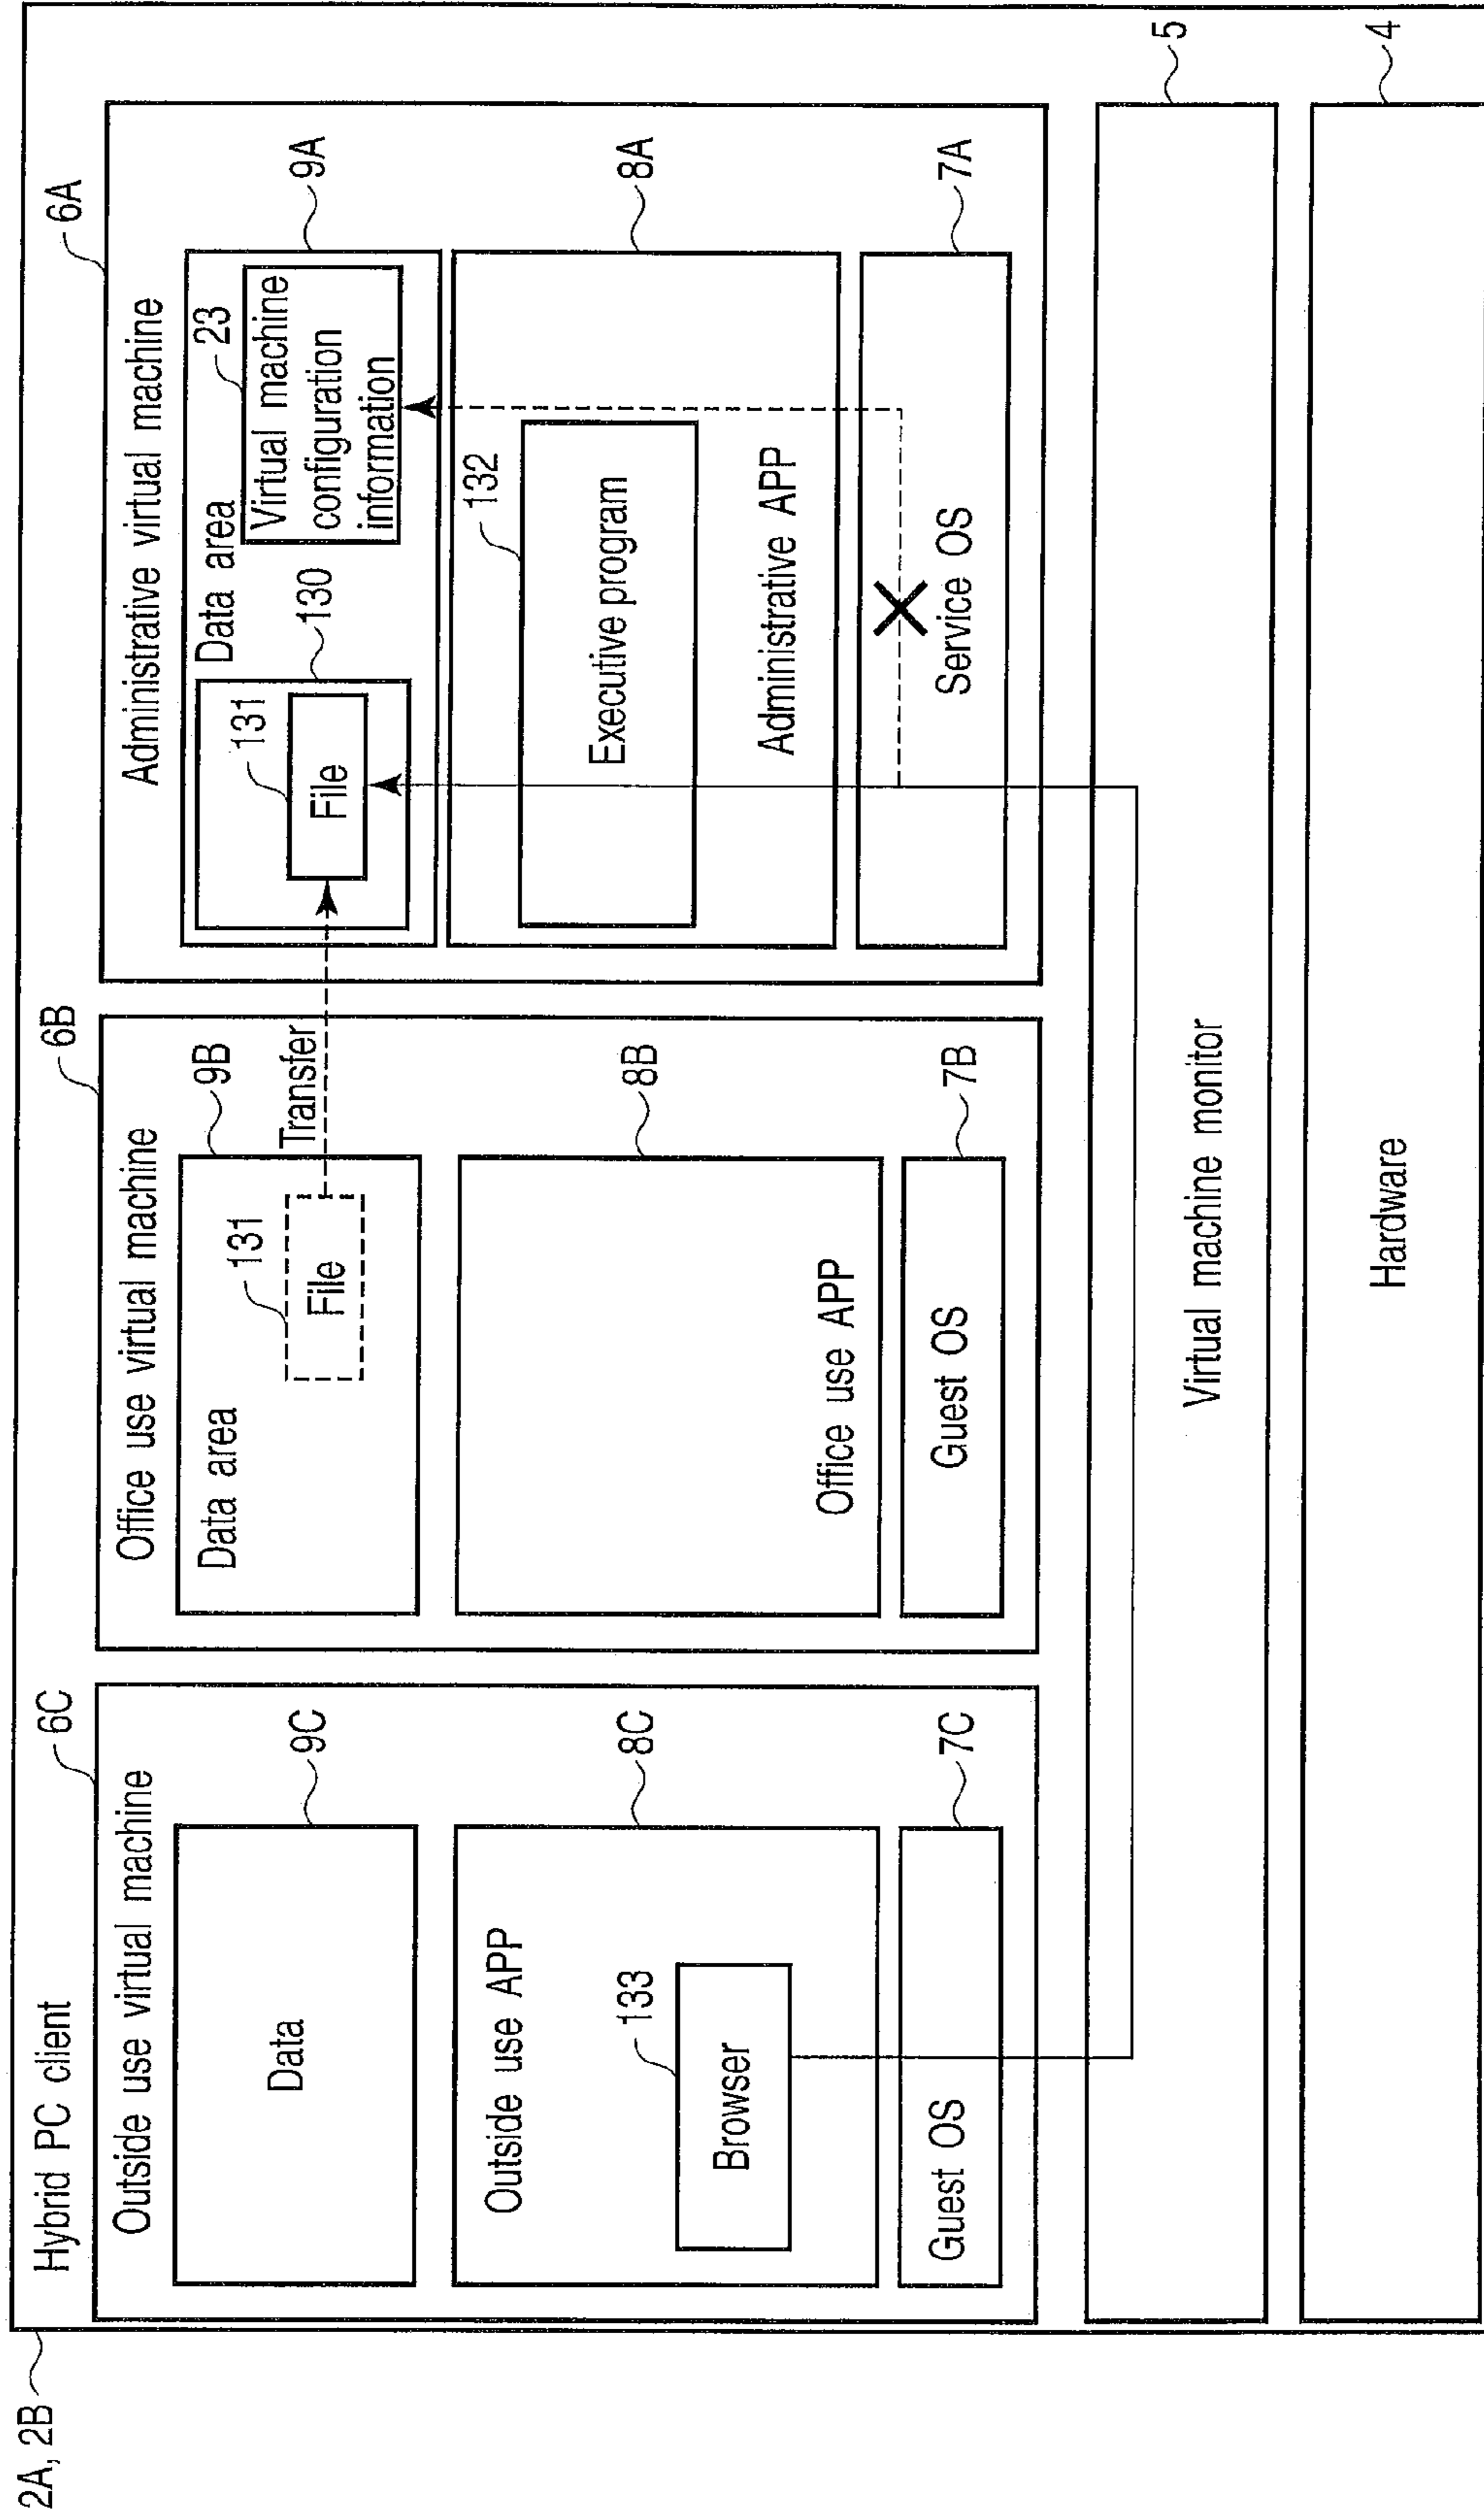 2A, 2B
Hybrid PC client
6C
Outside use virtual machine
Data
9C
Outside use APP
8C
133
Browser
Guest OS
7C
6B
Office use virtual machine
9B
Data area
131
File
Transfer
8B
Office use APP
Guest OS
7B
6A
Administrative virtual machine
9A
Data area
23
Virtual machine
configuration
information
130
131
File
8A
132
Executive program
Administrative APP
7A
Service OS
Virtual machine monitor
5
Hardware
4